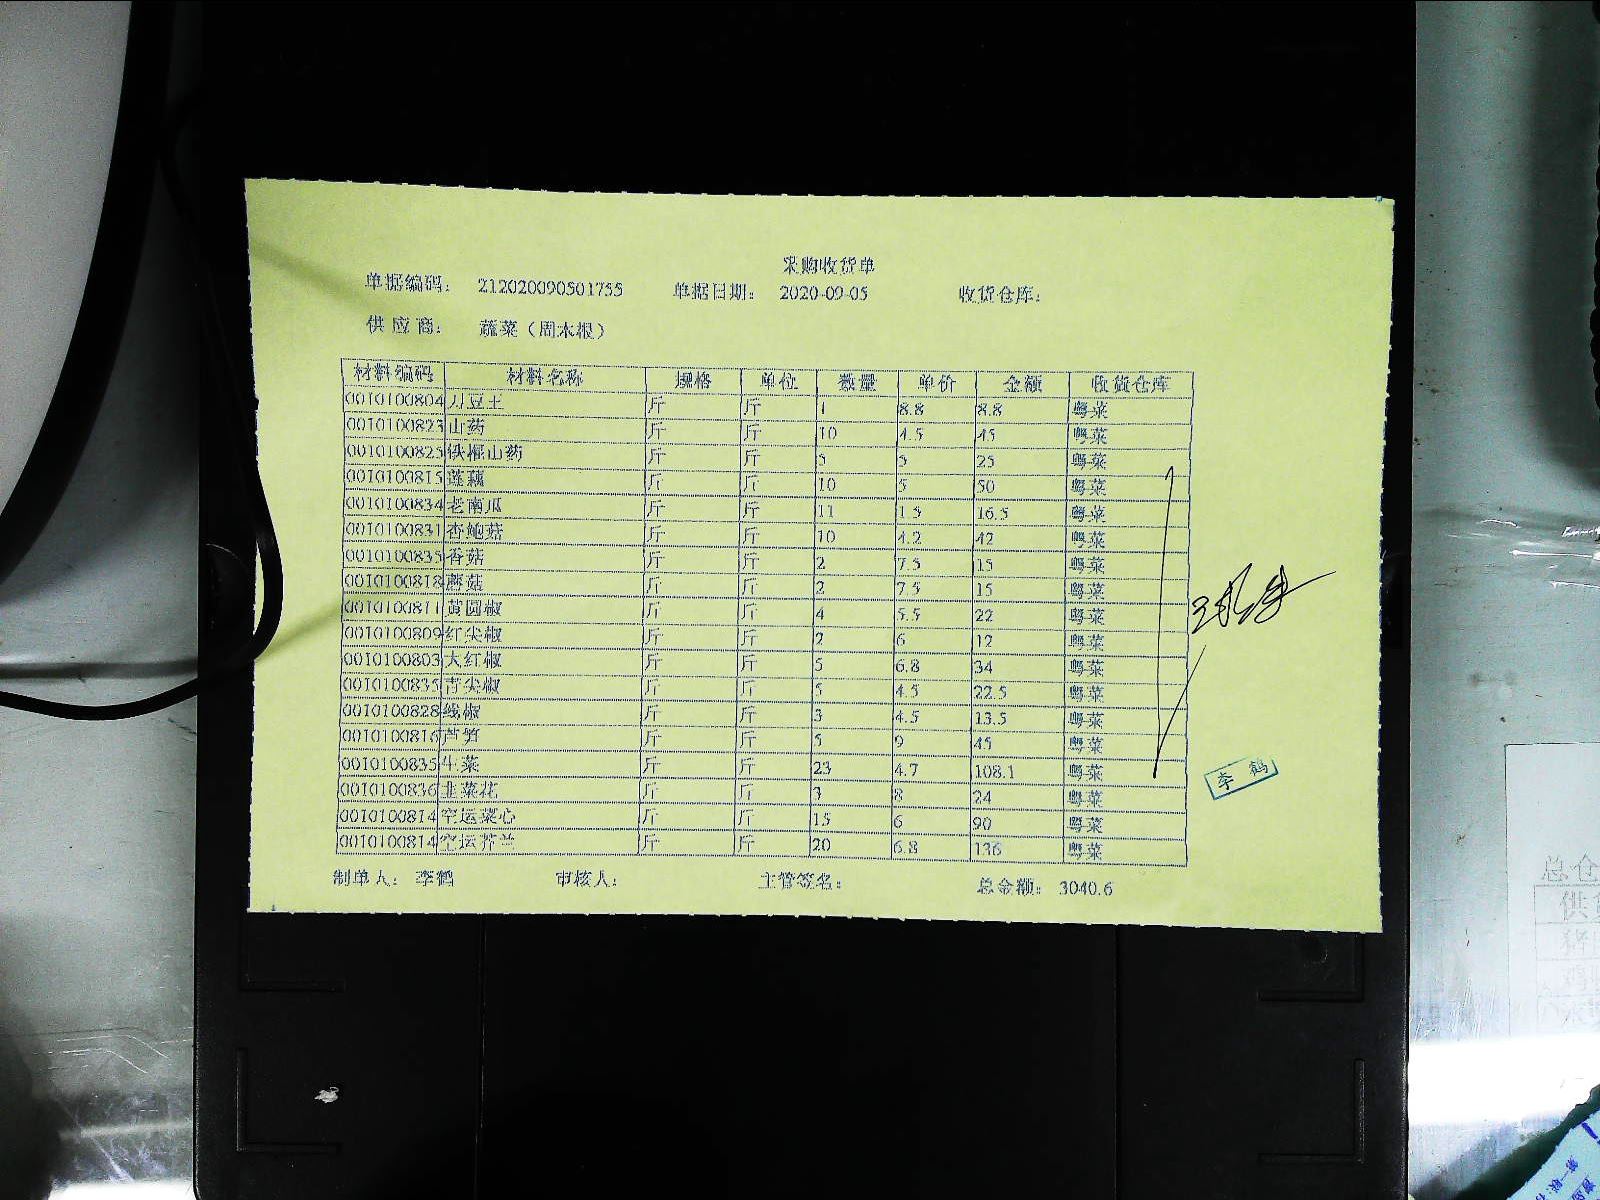 采购收货单
单据编码: 212020090501755 单据日期: 2020-09-05 收货仓库:
供应商: 蔬菜（周木根）
材料编码 材料名称 规格 单位 数量 单价 金额 收货仓库
0010100804 刀豆王 斤 斤 1 8.8 8.8 粤菜
0010100823 山药 斤 斤 10 4.5 45 粤菜
0010100825 铁棍山药 斤 斤 5 5 25 粤菜
0010100815 莲藕 斤 斤 10 5 50 粤菜
0010100834 老南瓜 斤 斤 11 1.5 16.5 粤菜
0010100831 杏鲍菇 斤 斤 10 4.2 42 粤菜
0010100835 香菇 斤 斤 2 7.5 15 粤菜
0010100818 蘑菇 斤 斤 2 7.5 15 粤菜
0010100811 黄圆椒 斤 斤 4 5.5 22 粤菜
0010100809 红尖椒 斤 斤 2 6 12 粤菜
0010100803 大红椒 斤 斤 5 6.8 34 粤菜
0010100835 青尖椒 斤 斤 5 4.5 22.5 粤菜
0010100828 线椒 斤 斤 3 4.5 13.5 粤菜
0010100816 芦笋 斤 斤 5 9 45 粤菜
0010100835 生菜 斤 斤 23 4.7 108.1 粤菜
0010100836 韭菜花 斤 斤 3 8 24 粤菜
0010100814 空运菜心 斤 斤 15 6 90 粤菜
0010100814 空运芥兰 斤 斤 20 6.8 136 粤菜
制单人: 李鹤 审核人: 主管签名: 总金额: 3040.6
李鹤
总仓